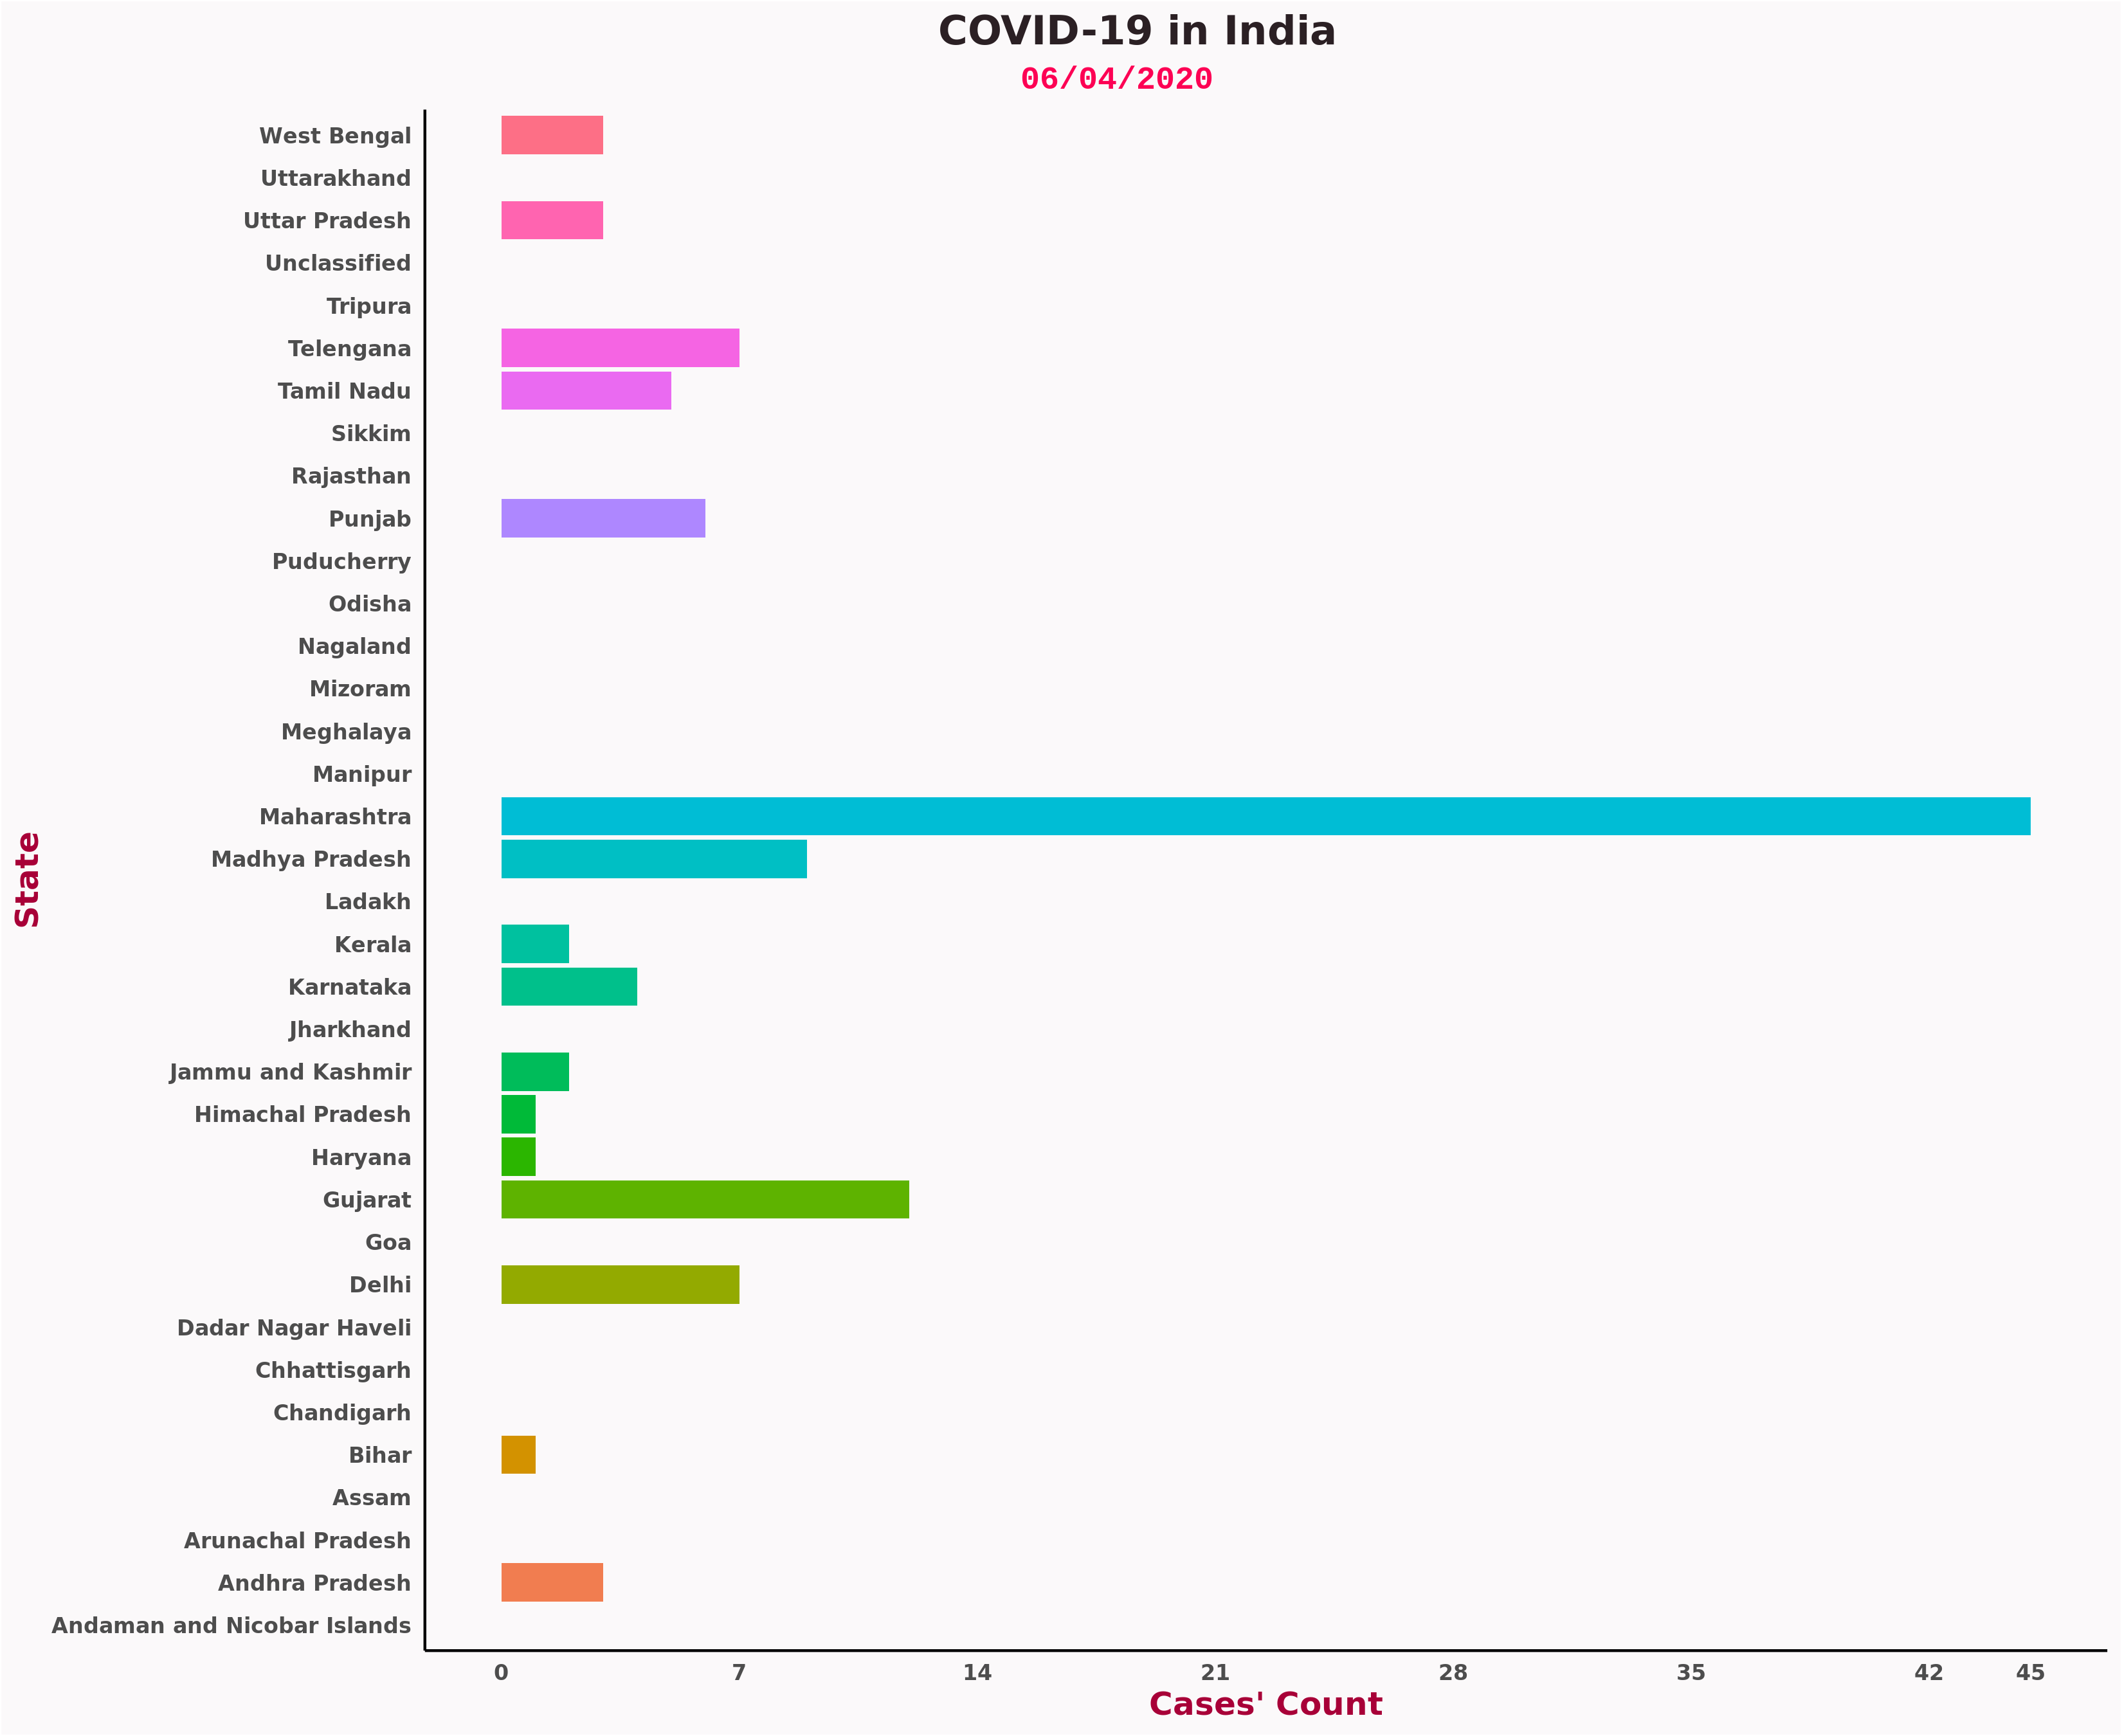 COVID-19 in India
06/04/2020
West Bengal
Uttarakhand
Uttar Pradesh
Unclassified
Tripura
Telengana
Tamil Nadu
Sikkim
Rajasthan
Punjab
Puducherry
Odisha
Nagaland
Mizoram
Meghalaya
Manipur
Maharashtra
Madhya Pradesh
Ladakh
Kerala
Karnataka
Jharkhand
Jammu and Kashmir
Himachal Pradesh
Haryana
Gujarat
Goa
Delhi
Dadar Nagar Haveli
Chhattisgarh
Chandigarh
Bihar
Assam
Arunachal Pradesh
Andhra Pradesh
Andaman and Nicobar Islands
State
0 7 14 21 28 35 42 45
Cases' Count